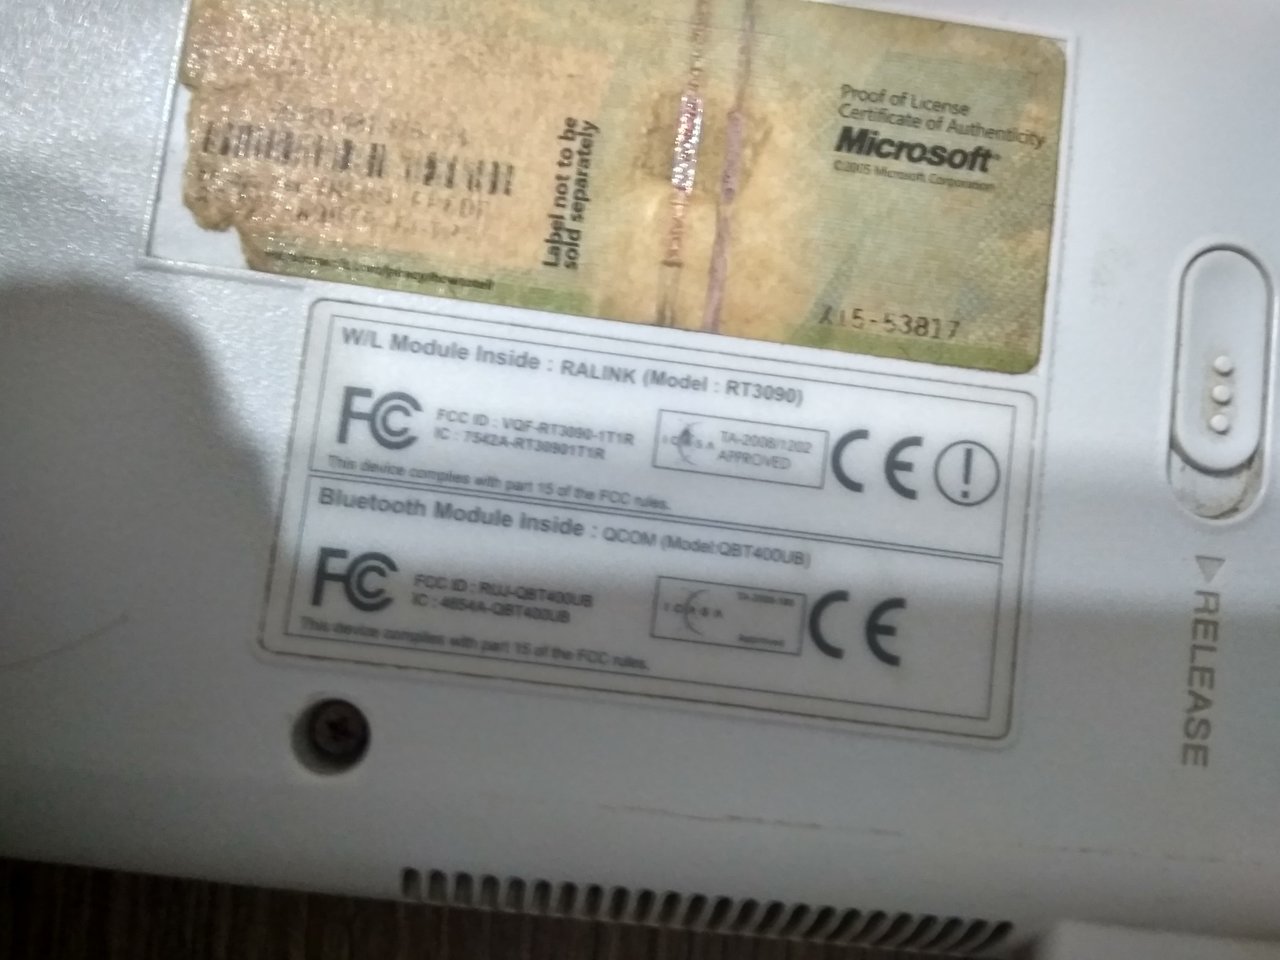 Proof of License
Certificate of Authenticity
Microsoft
©2005 Microsoft Corporation
Label not to be
sold separately
X15-53817
W/L Module Inside : RALINK (Model : RT3090)
FC
FCC ID : VQF-RT3090-1T1R
IC : 7542A-RT30901T1R
I C A S A
TA-2008/1202
APPROVED
CE
This device complies with part 15 of the FCC rules.
Bluetooth Module Inside : QCOM (Model:QBT400UB)
FC
FCC ID : RUJ-QBT400UB
IC : 4654A-QBT400UB
I C A S A
Approved
CE
This device complies with part 15 of the FCC rules.
RELEASE